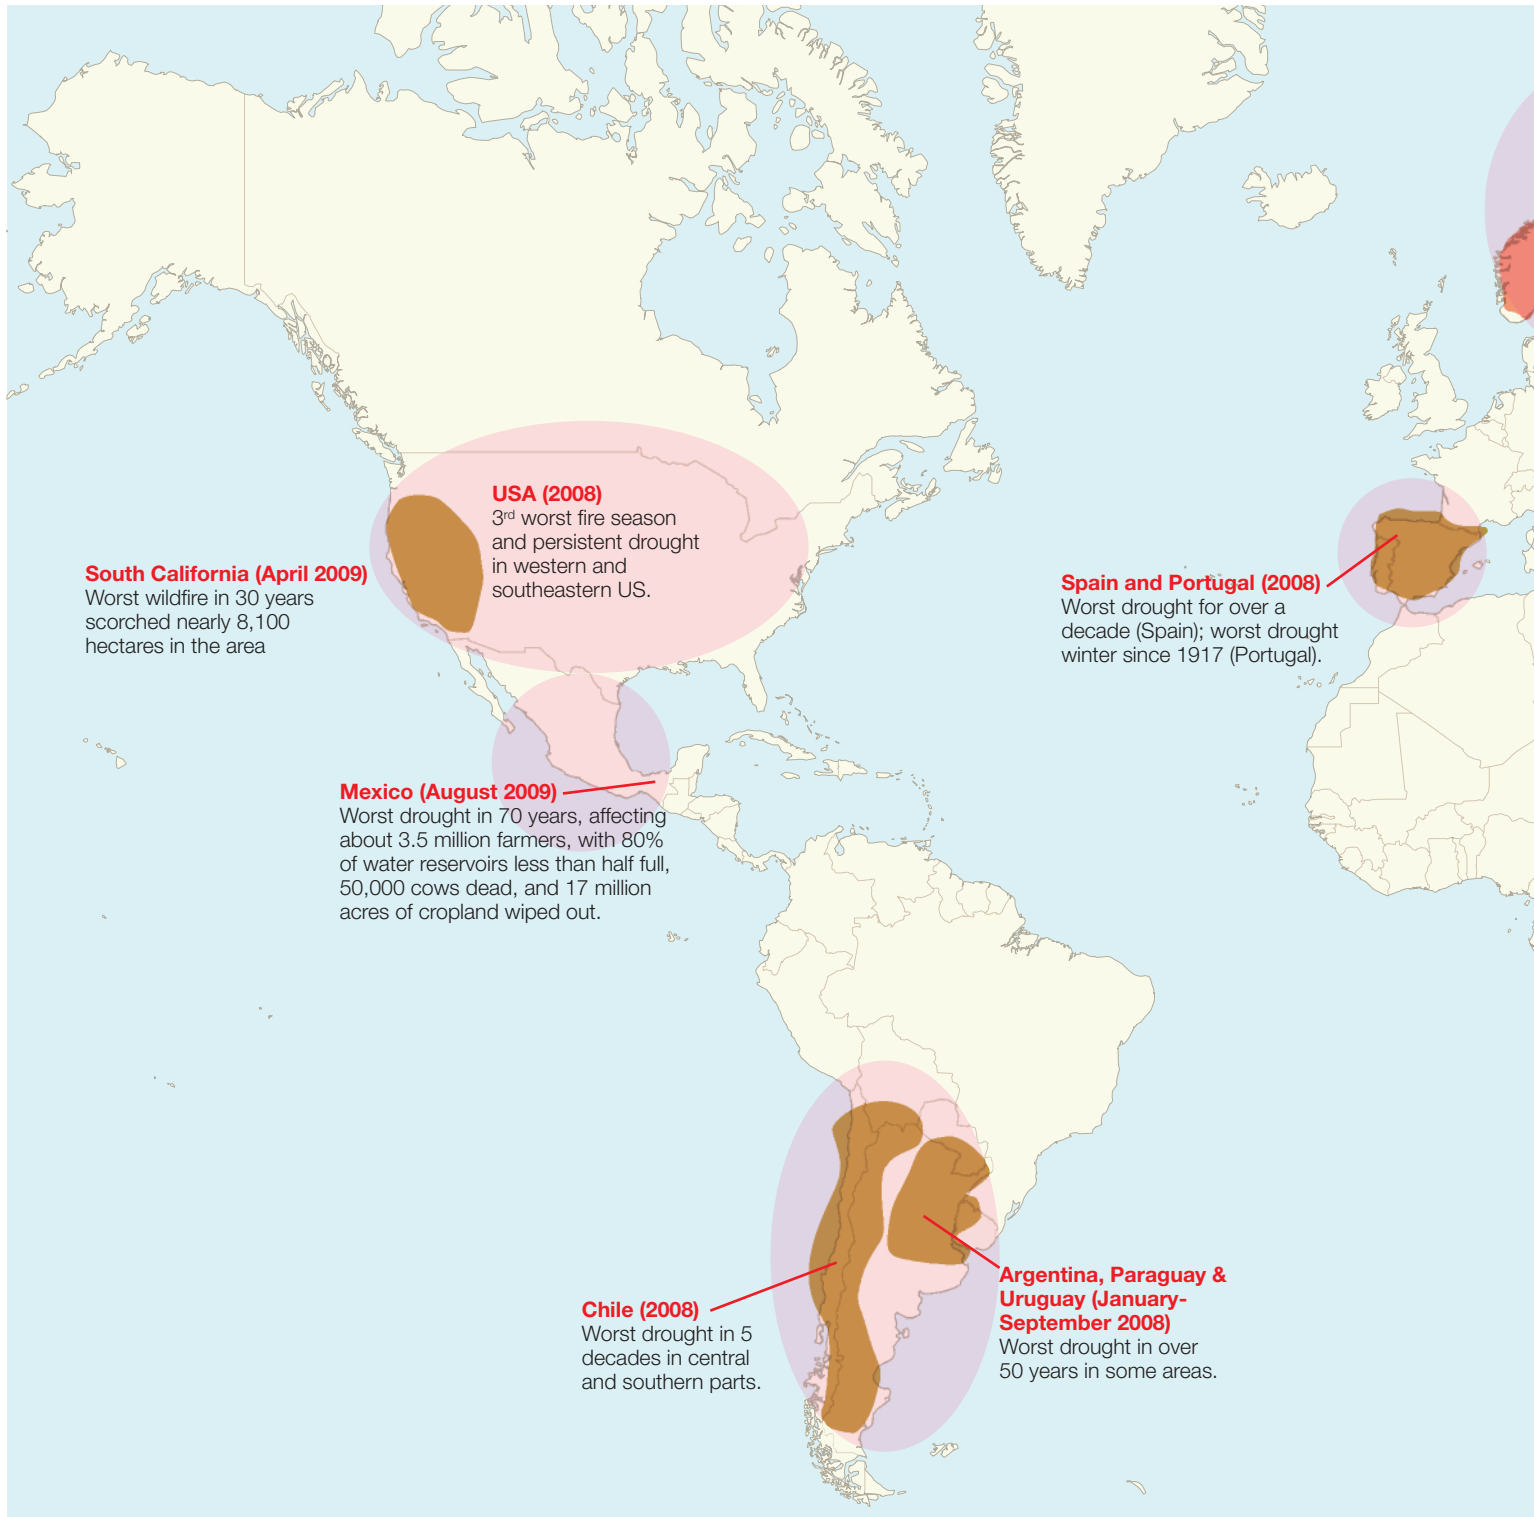 USA (2008)
3rd worst fire season
and persistent drought
in western and
southeastern US.
South California (April 2009)
Worst wildfire in 30 years
scorched nearly 8,100
hectares in the area
Spain and Portugal (2008)
Worst drought for over a
decade (Spain); worst drought
winter since 1917 (Portugal).
Mexico (August 2009)
Worst drought in 70 years, affecting
about 3.5 million farmers, with 80%
of water reservoirs less than half full,
50,000 cows dead, and 17 million
acres of cropland wiped out.
Chile (2008)
Worst drought in 5
decades in central
and southern parts.
Argentina, Paraguay &
Uruguay (January-
September 2008)
Worst drought in over
50 years in some areas.